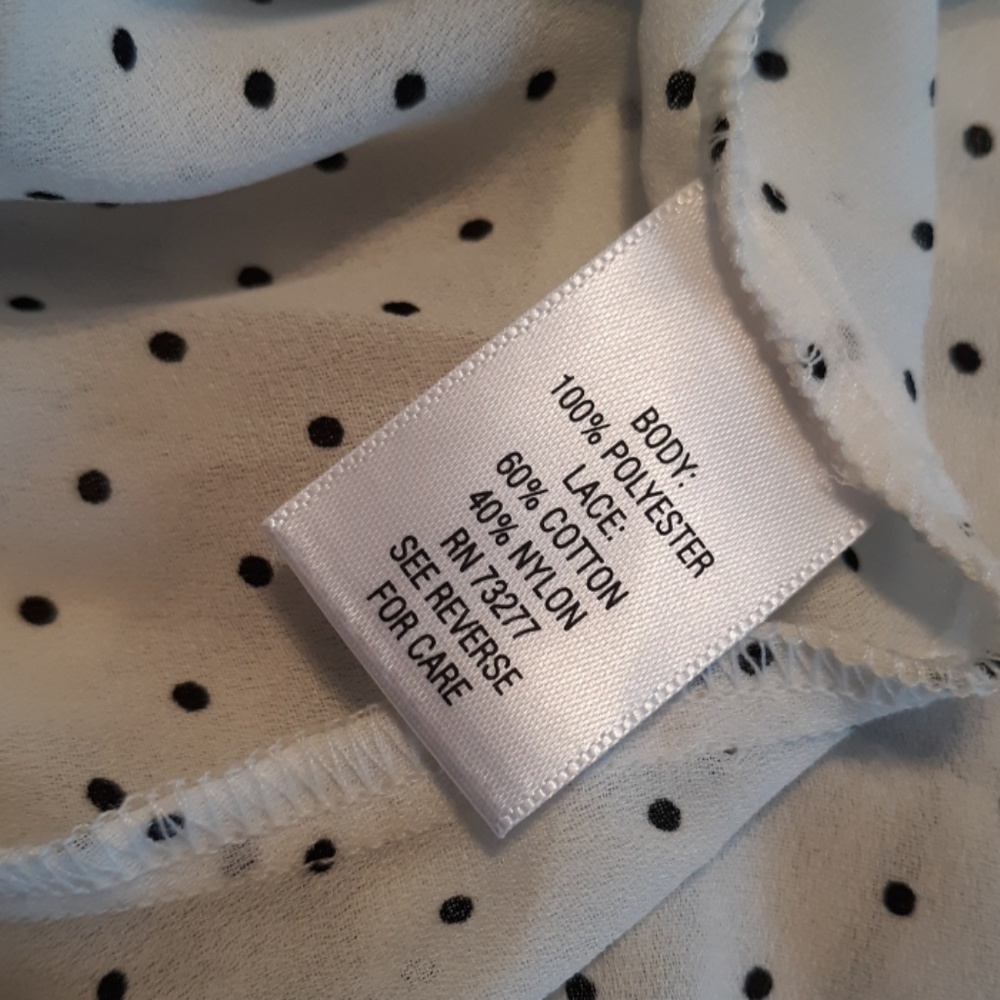 BODY:
100% POLYESTER
LACE:
60% COTTON
40% NYLON
RN 73277
SEE REVERSE
FOR CARE